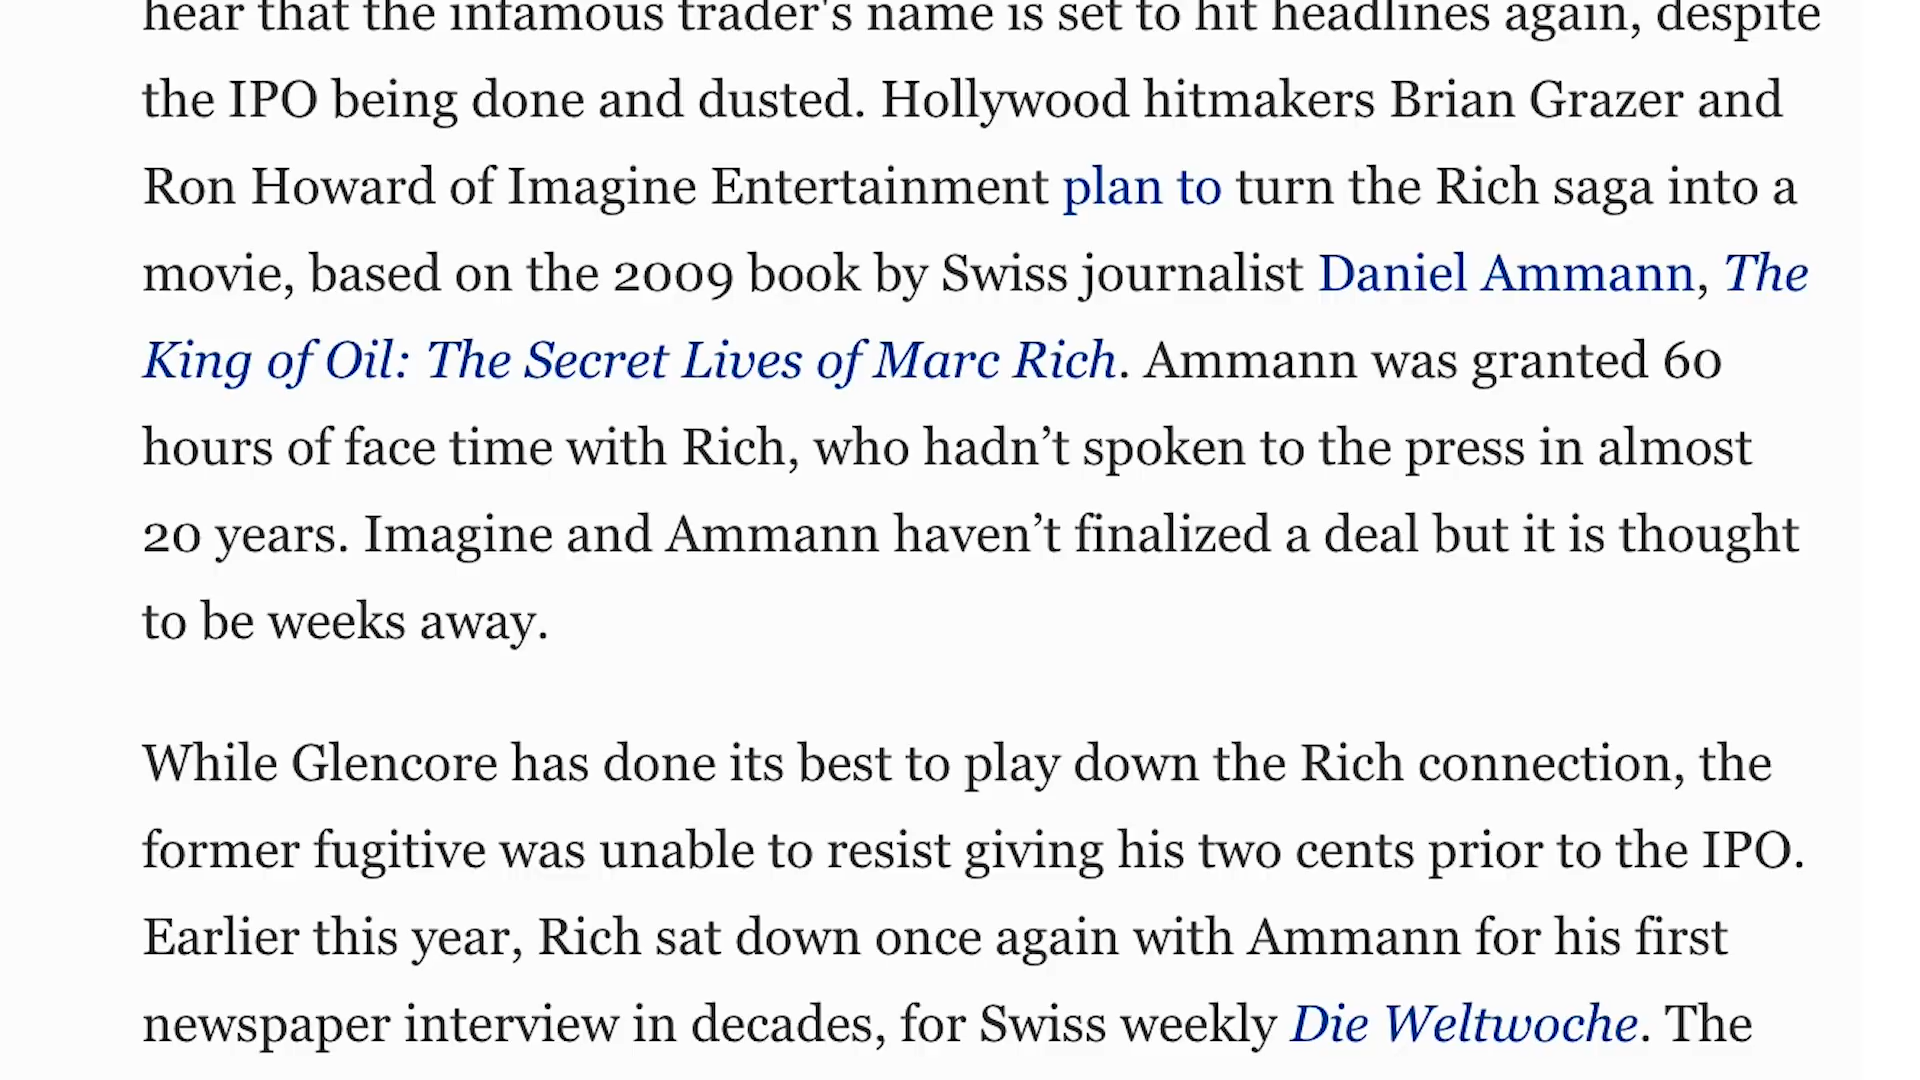 hear that the infamous trader's name is set to hit headlines again, despite
the IPO being done and dusted. Hollywood hitmakers Brian Grazer and
Ron Howard of Imagine Entertainment plan to turn the Rich saga into a
movie, based on the 2009 book by Swiss journalist Daniel Ammann, The
King of Oil: The Secret Lives of Marc Rich. Ammann was granted 60
hours of face time with Rich, who hadn’t spoken to the press in almost
20 years. Imagine and Ammann haven’t finalized a deal but it is thought
to be weeks away.
While Glencore has done its best to play down the Rich connection, the
former fugitive was unable to resist giving his two cents prior to the IPO.
Earlier this year, Rich sat down once again with Ammann for his first
newspaper interview in decades, for Swiss weekly Die Weltwoche. The